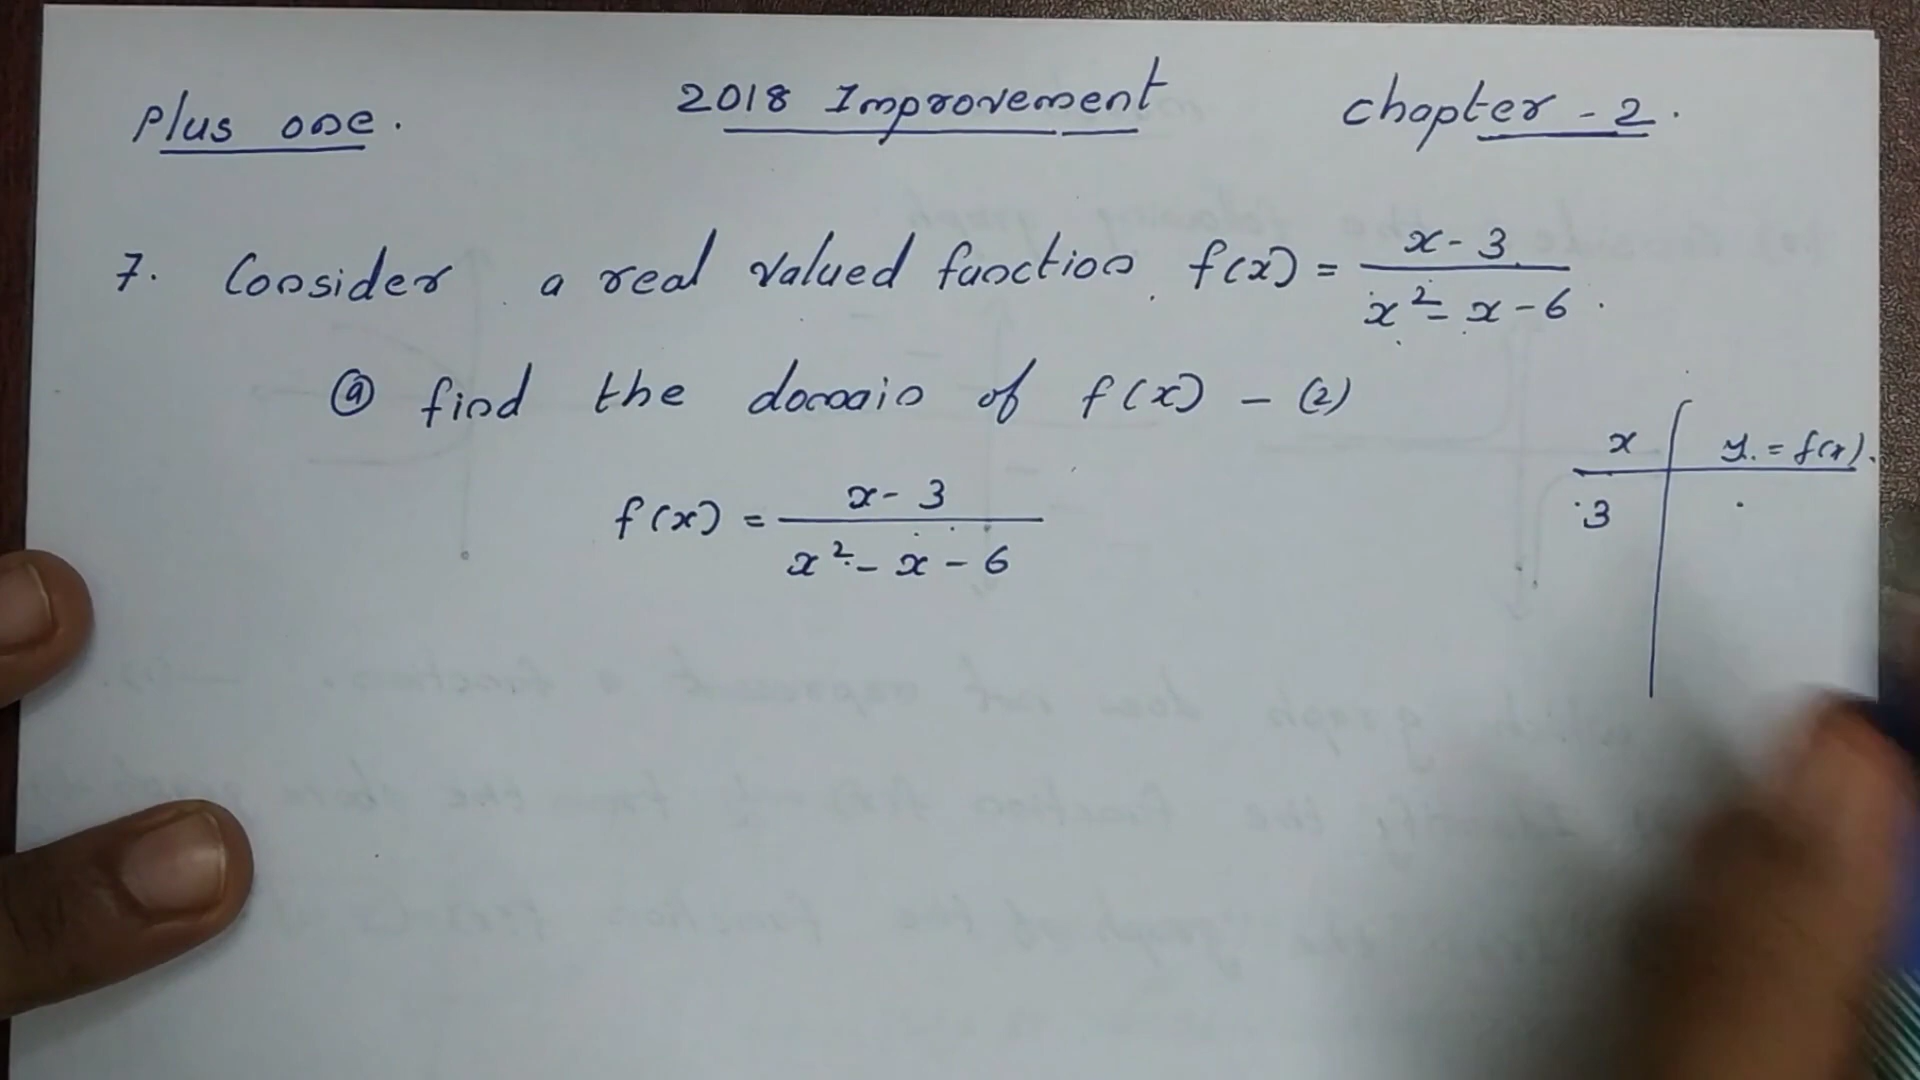 Plus one. 2018 Improvement Chapter - 2.
7. Consider a real valued function f(x) = x - 3 / x² - x - 6.
(a) find the domain of f(x) - (2)
x | y = f(x).
f(x) = x - 3 / x² - x - 6
3